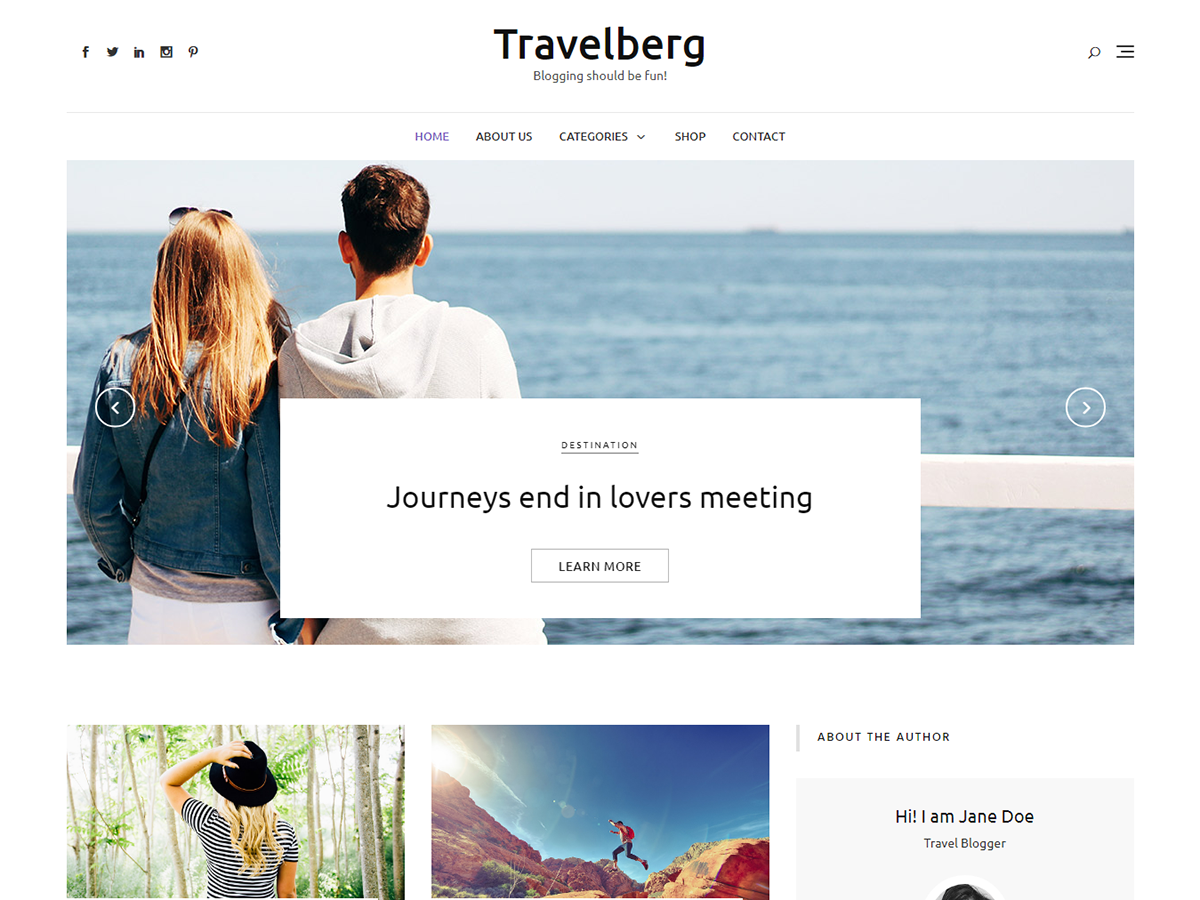 Travelberg
Blogging should be fun!
HOME ABOUT US CATEGORIES SHOP CONTACT
DESTINATION
Journeys end in lovers meeting
LEARN MORE
ABOUT THE AUTHOR
Hi! I am Jane Doe
Travel Blogger